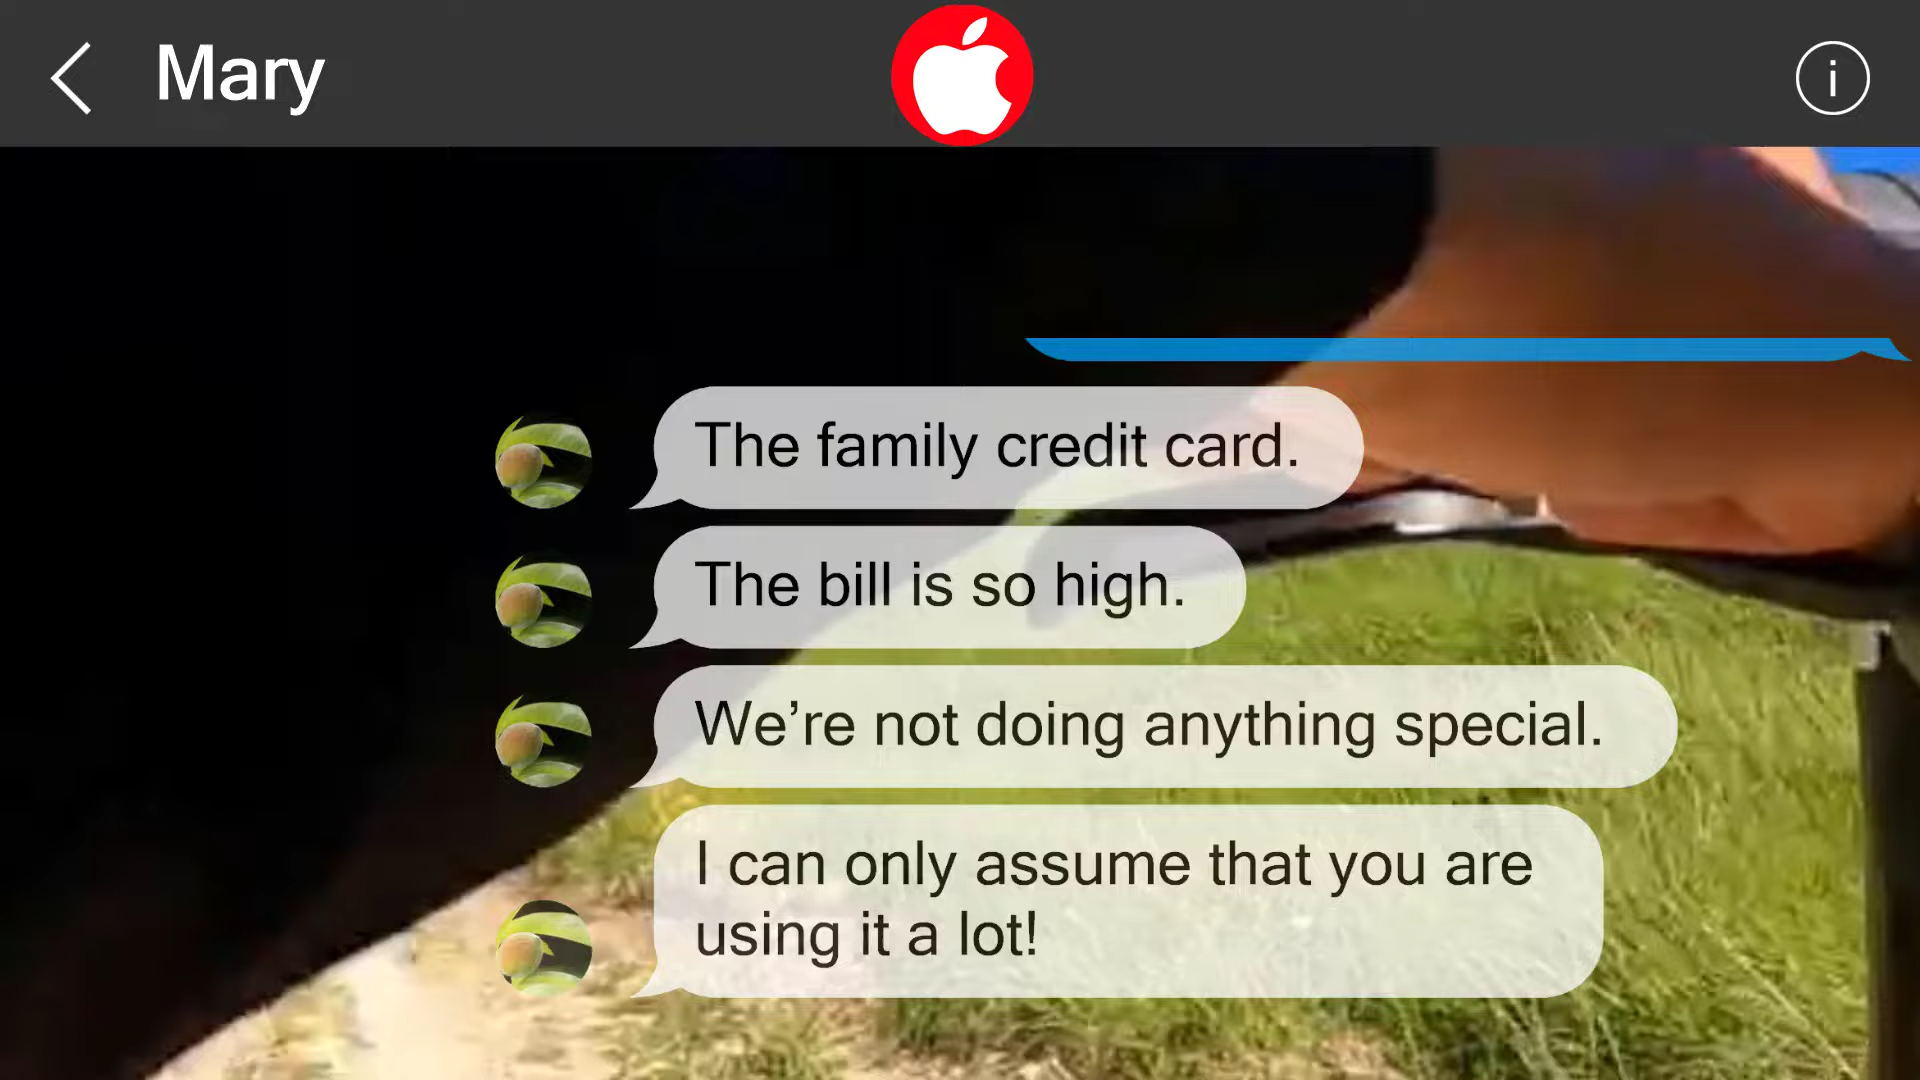 Mary
The family credit card.
The bill is so high.
We’re not doing anything special.
I can only assume that you are
using it a lot!